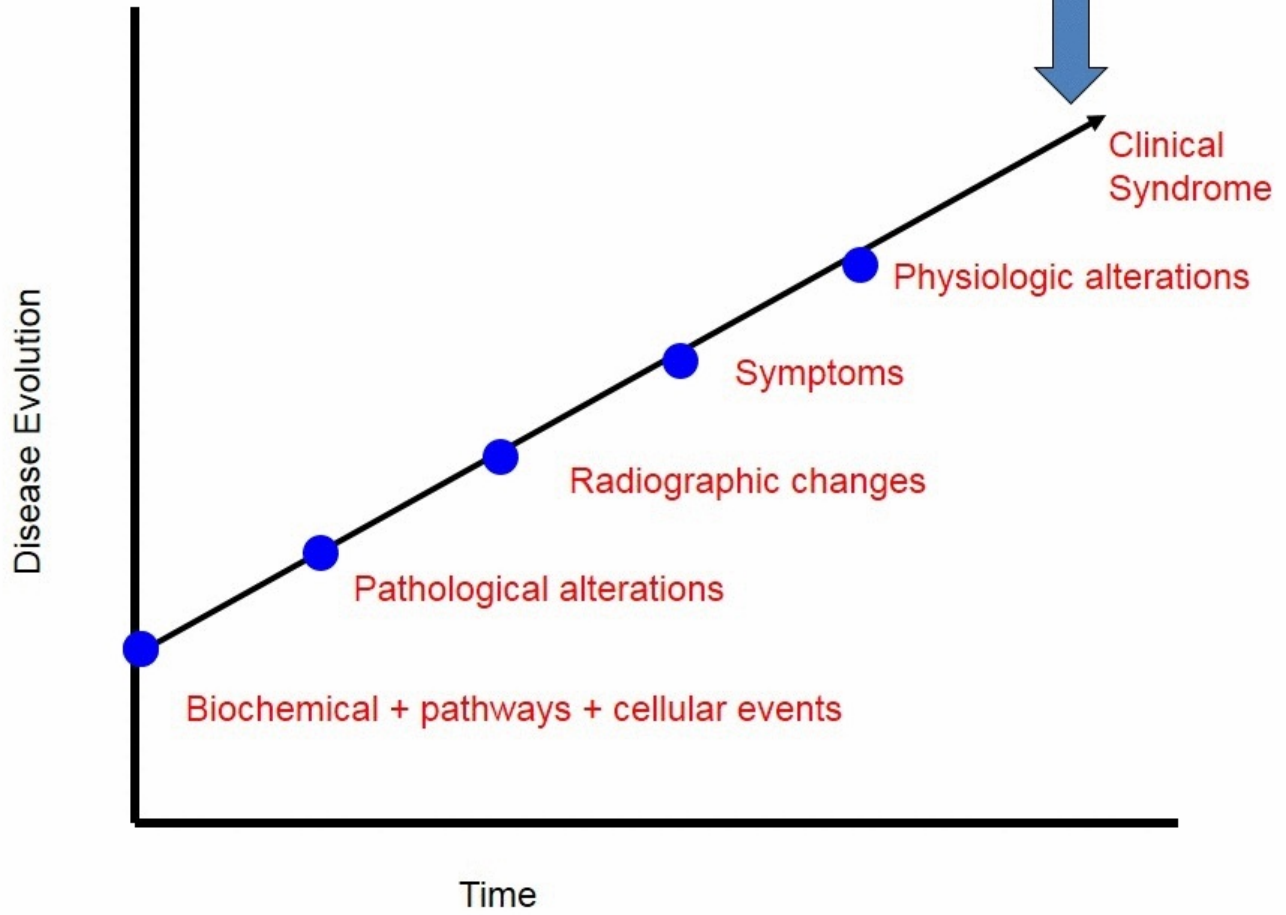 Clinical
Syndrome
Physiologic alterations
Symptoms
Radiographic changes
Pathological alterations
Biochemical + pathways + cellular events
Disease Evolution
Time